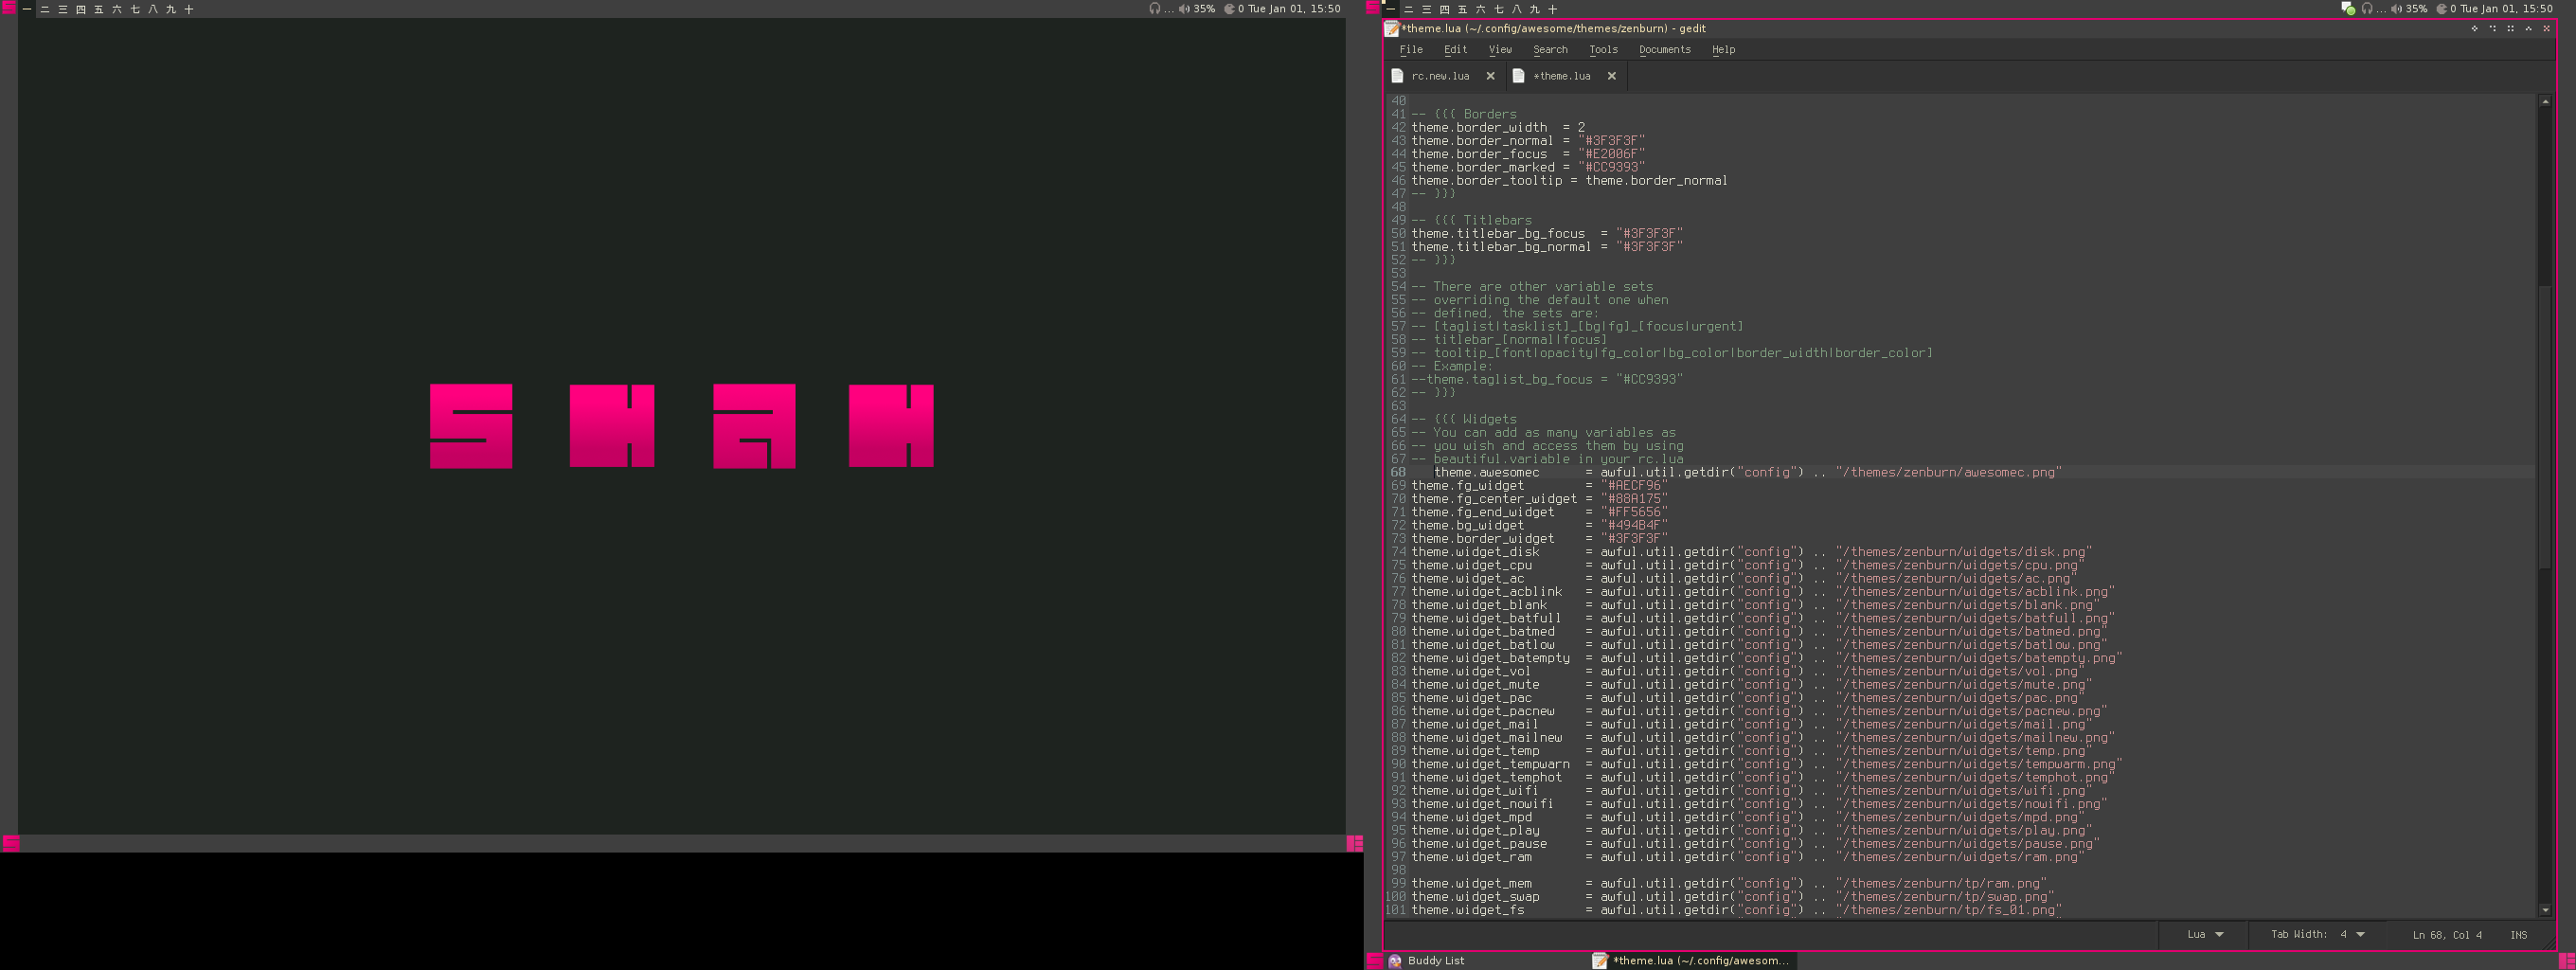 一 二 三 四 五 六 七 八 九 十
... 35% 0 Tue Jan 01, 15:50
SHAH
一 二 三 四 五 六 七 八 九 十
... 35% 0 Tue Jan 01, 15:50
*theme.lua (~/.config/awesome/themes/zenburn) - gedit
File Edit View Search Tools Documents Help
rc.new.lua *theme.lua
40
41 -- {{{ Borders
42 theme.border_width  = 2
43 theme.border_normal = "#3F3F3F"
44 theme.border_focus  = "#E2006F"
45 theme.border_marked = "#CC9393"
46 theme.border_tooltip = theme.border_normal
47 -- }}}
48
49 -- {{{ Titlebars
50 theme.titlebar_bg_focus  = "#3F3F3F"
51 theme.titlebar_bg_normal = "#3F3F3F"
52 -- }}}
53
54 -- There are other variable sets
55 -- overriding the default one when
56 -- defined, the sets are:
57 -- [taglist|tasklist]_[bg|fg]_[focus|urgent]
58 -- titlebar_[normal|focus]
59 -- tooltip_[font|opacity|fg_color|bg_color|border_width|border_color]
60 -- Example:
61 --theme.taglist_bg_focus = "#CC9393"
62 -- }}}
63
64 -- {{{ Widgets
65 -- You can add as many variables as
66 -- you wish and access them by using
67 -- beautiful.variable in your rc.lua
68    theme.awesomec      = awful.util.getdir("config") .. "/themes/zenburn/awesomec.png"
69 theme.fg_widget        = "#AECF96"
70 theme.fg_center_widget = "#88A175"
71 theme.fg_end_widget    = "#FF5656"
72 theme.bg_widget        = "#494B4F"
73 theme.border_widget    = "#3F3F3F"
74 theme.widget_disk      = awful.util.getdir("config") .. "/themes/zenburn/widgets/disk.png"
75 theme.widget_cpu       = awful.util.getdir("config") .. "/themes/zenburn/widgets/cpu.png"
76 theme.widget_ac        = awful.util.getdir("config") .. "/themes/zenburn/widgets/ac.png"
77 theme.widget_acblink   = awful.util.getdir("config") .. "/themes/zenburn/widgets/acblink.png"
78 theme.widget_blank     = awful.util.getdir("config") .. "/themes/zenburn/widgets/blank.png"
79 theme.widget_batfull   = awful.util.getdir("config") .. "/themes/zenburn/widgets/batfull.png"
80 theme.widget_batmed    = awful.util.getdir("config") .. "/themes/zenburn/widgets/batmed.png"
81 theme.widget_batlow    = awful.util.getdir("config") .. "/themes/zenburn/widgets/batlow.png"
82 theme.widget_batempty  = awful.util.getdir("config") .. "/themes/zenburn/widgets/batempty.png"
83 theme.widget_vol       = awful.util.getdir("config") .. "/themes/zenburn/widgets/vol.png"
84 theme.widget_mute      = awful.util.getdir("config") .. "/themes/zenburn/widgets/mute.png"
85 theme.widget_pac       = awful.util.getdir("config") .. "/themes/zenburn/widgets/pac.png"
86 theme.widget_pacnew    = awful.util.getdir("config") .. "/themes/zenburn/widgets/pacnew.png"
87 theme.widget_mail      = awful.util.getdir("config") .. "/themes/zenburn/widgets/mail.png"
88 theme.widget_mailnew   = awful.util.getdir("config") .. "/themes/zenburn/widgets/mailnew.png"
89 theme.widget_temp      = awful.util.getdir("config") .. "/themes/zenburn/widgets/temp.png"
90 theme.widget_tempwarn  = awful.util.getdir("config") .. "/themes/zenburn/widgets/tempwarm.png"
91 theme.widget_temphot   = awful.util.getdir("config") .. "/themes/zenburn/widgets/temphot.png"
92 theme.widget_wifi      = awful.util.getdir("config") .. "/themes/zenburn/widgets/wifi.png"
93 theme.widget_nowifi    = awful.util.getdir("config") .. "/themes/zenburn/widgets/nowifi.png"
94 theme.widget_mpd       = awful.util.getdir("config") .. "/themes/zenburn/widgets/mpd.png"
95 theme.widget_play      = awful.util.getdir("config") .. "/themes/zenburn/widgets/play.png"
96 theme.widget_pause     = awful.util.getdir("config") .. "/themes/zenburn/widgets/pause.png"
97 theme.widget_ram       = awful.util.getdir("config") .. "/themes/zenburn/widgets/ram.png"
98
99 theme.widget_mem       = awful.util.getdir("config") .. "/themes/zenburn/tp/ram.png"
100 theme.widget_swap      = awful.util.getdir("config") .. "/themes/zenburn/tp/swap.png"
101 theme.widget_fs        = awful.util.getdir("config") .. "/themes/zenburn/tp/fs_01.png"
Lua Tab Width: 4 Ln 68, Col 4 INS
Buddy List *theme.lua (~/.config/awesom...